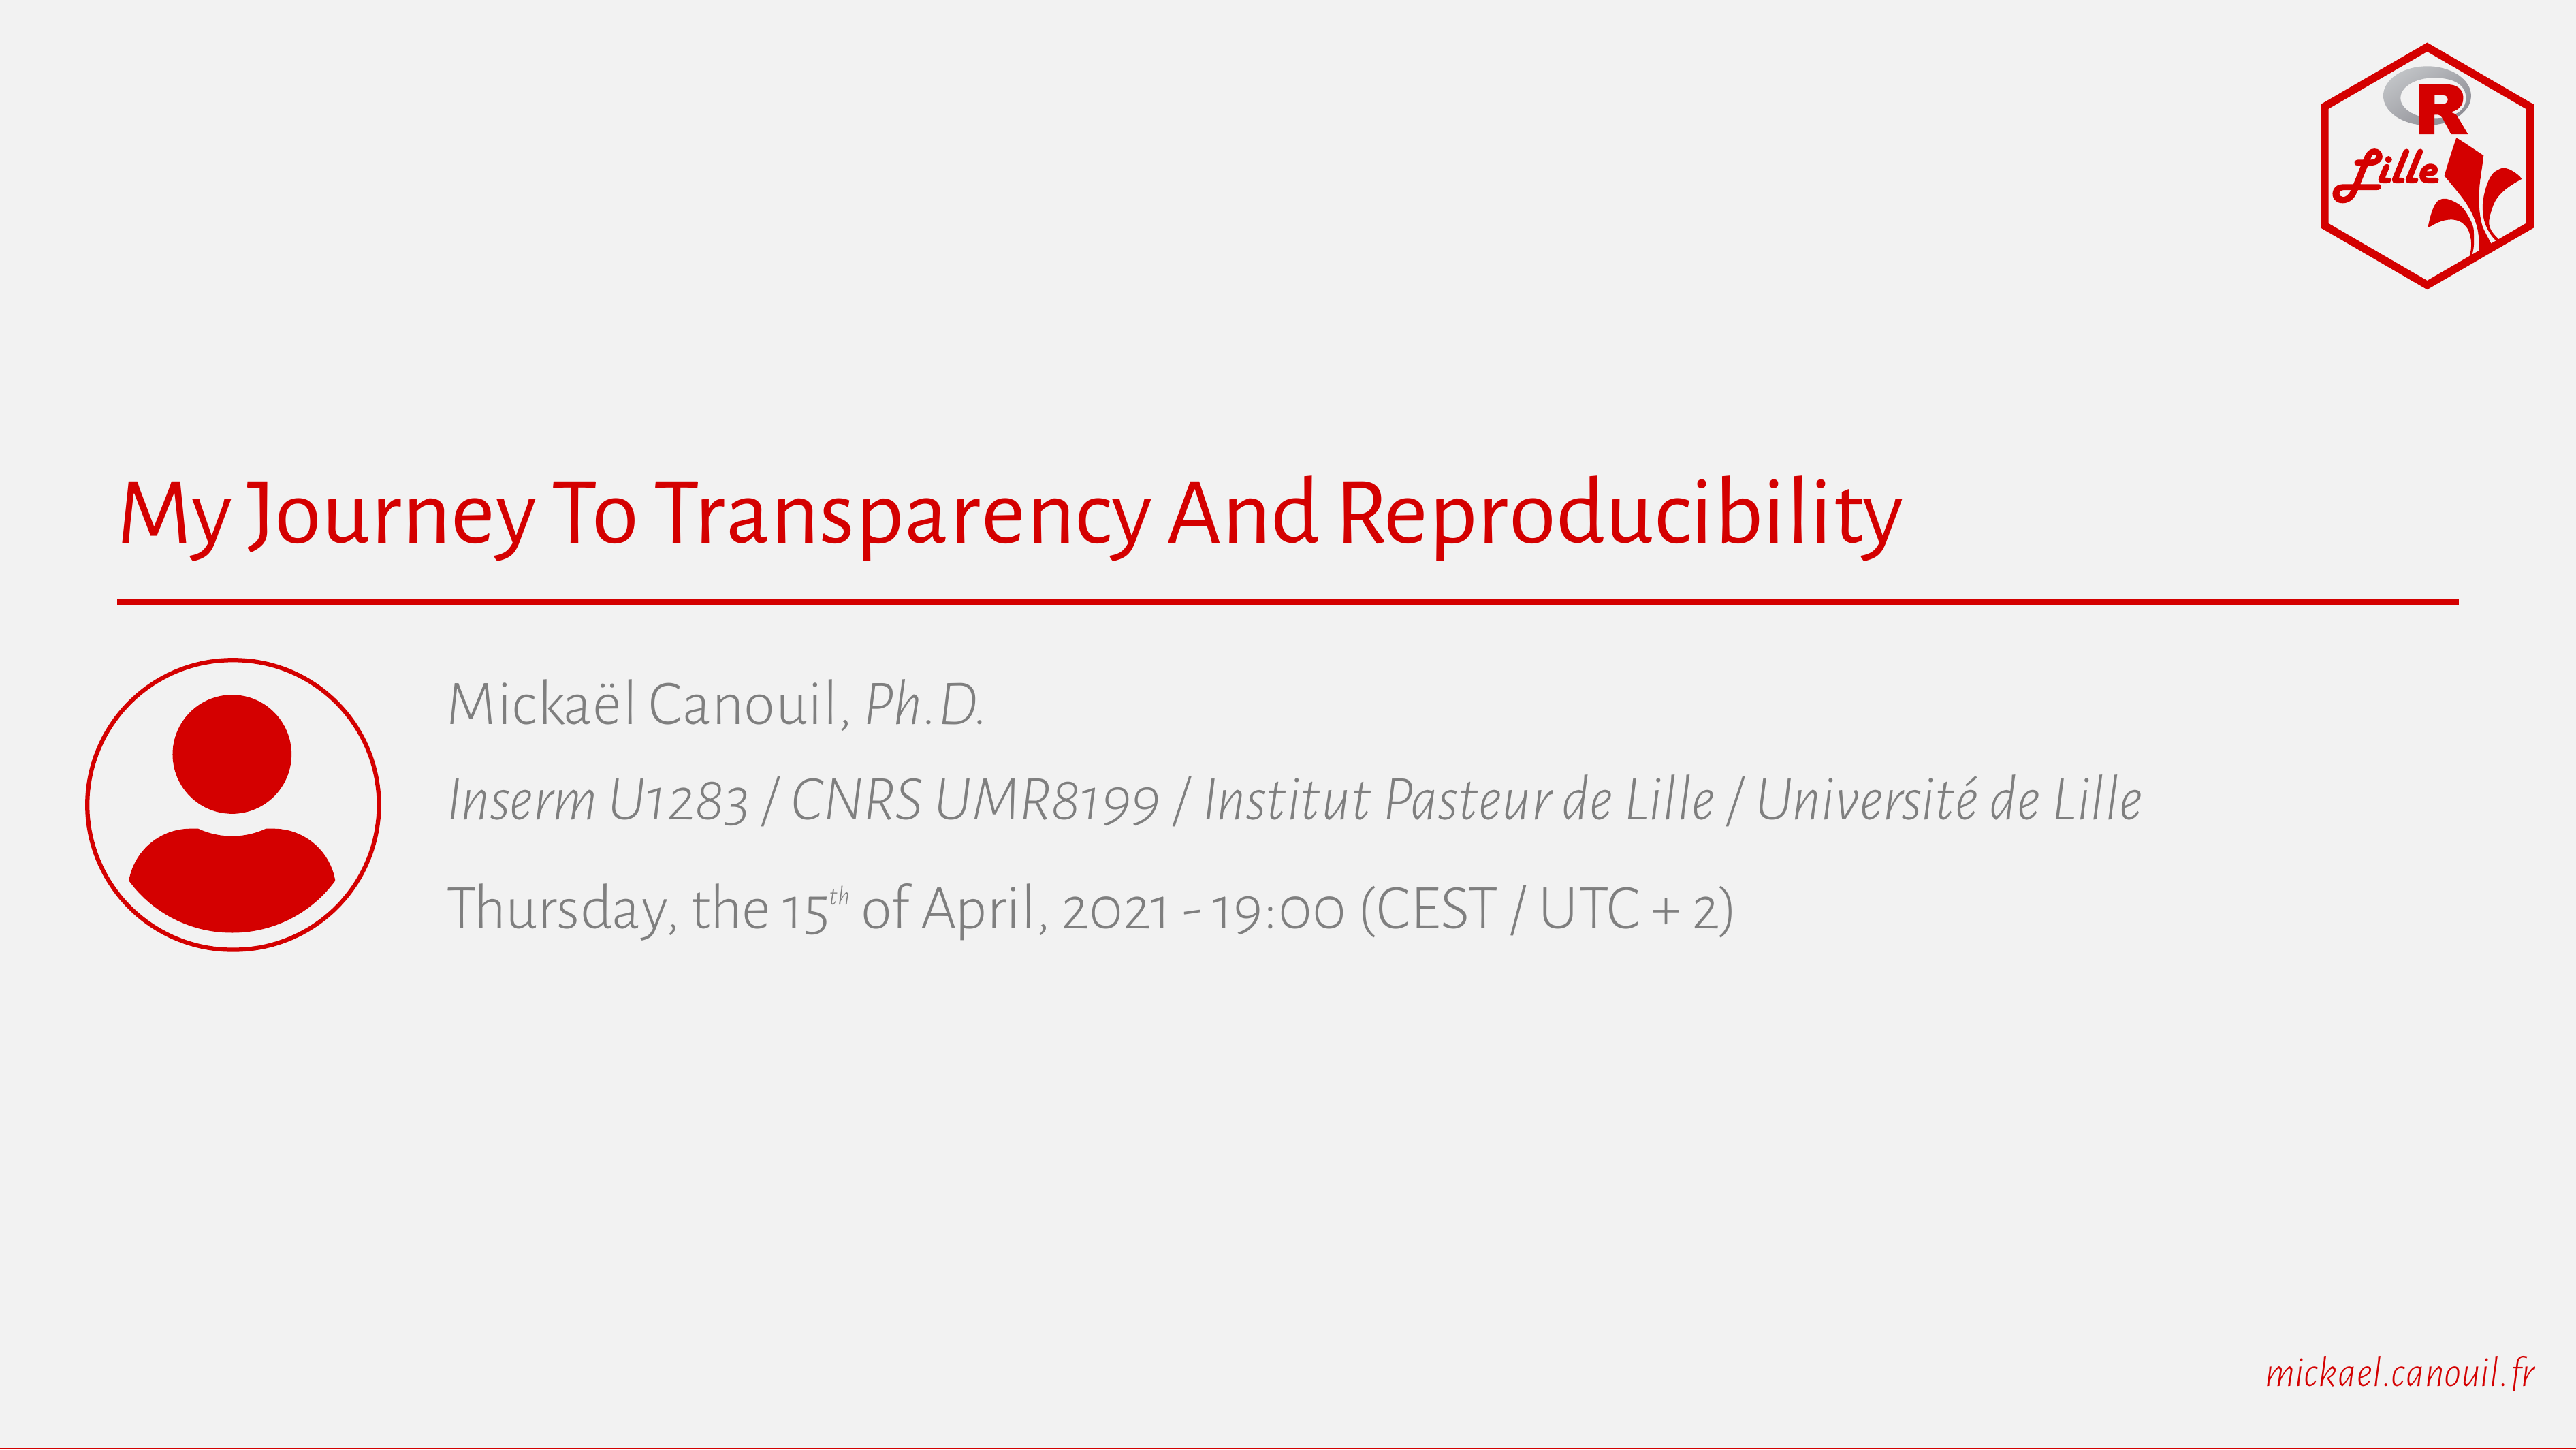 R
Lille
My Journey To Transparency And Reproducibility
Mickaël Canouil, Ph.D.
Inserm U1283 / CNRS UMR8199 / Institut Pasteur de Lille / Université de Lille
Thursday, the 15th of April, 2021 - 19:00 (CEST / UTC + 2)
mickael.canouil.fr